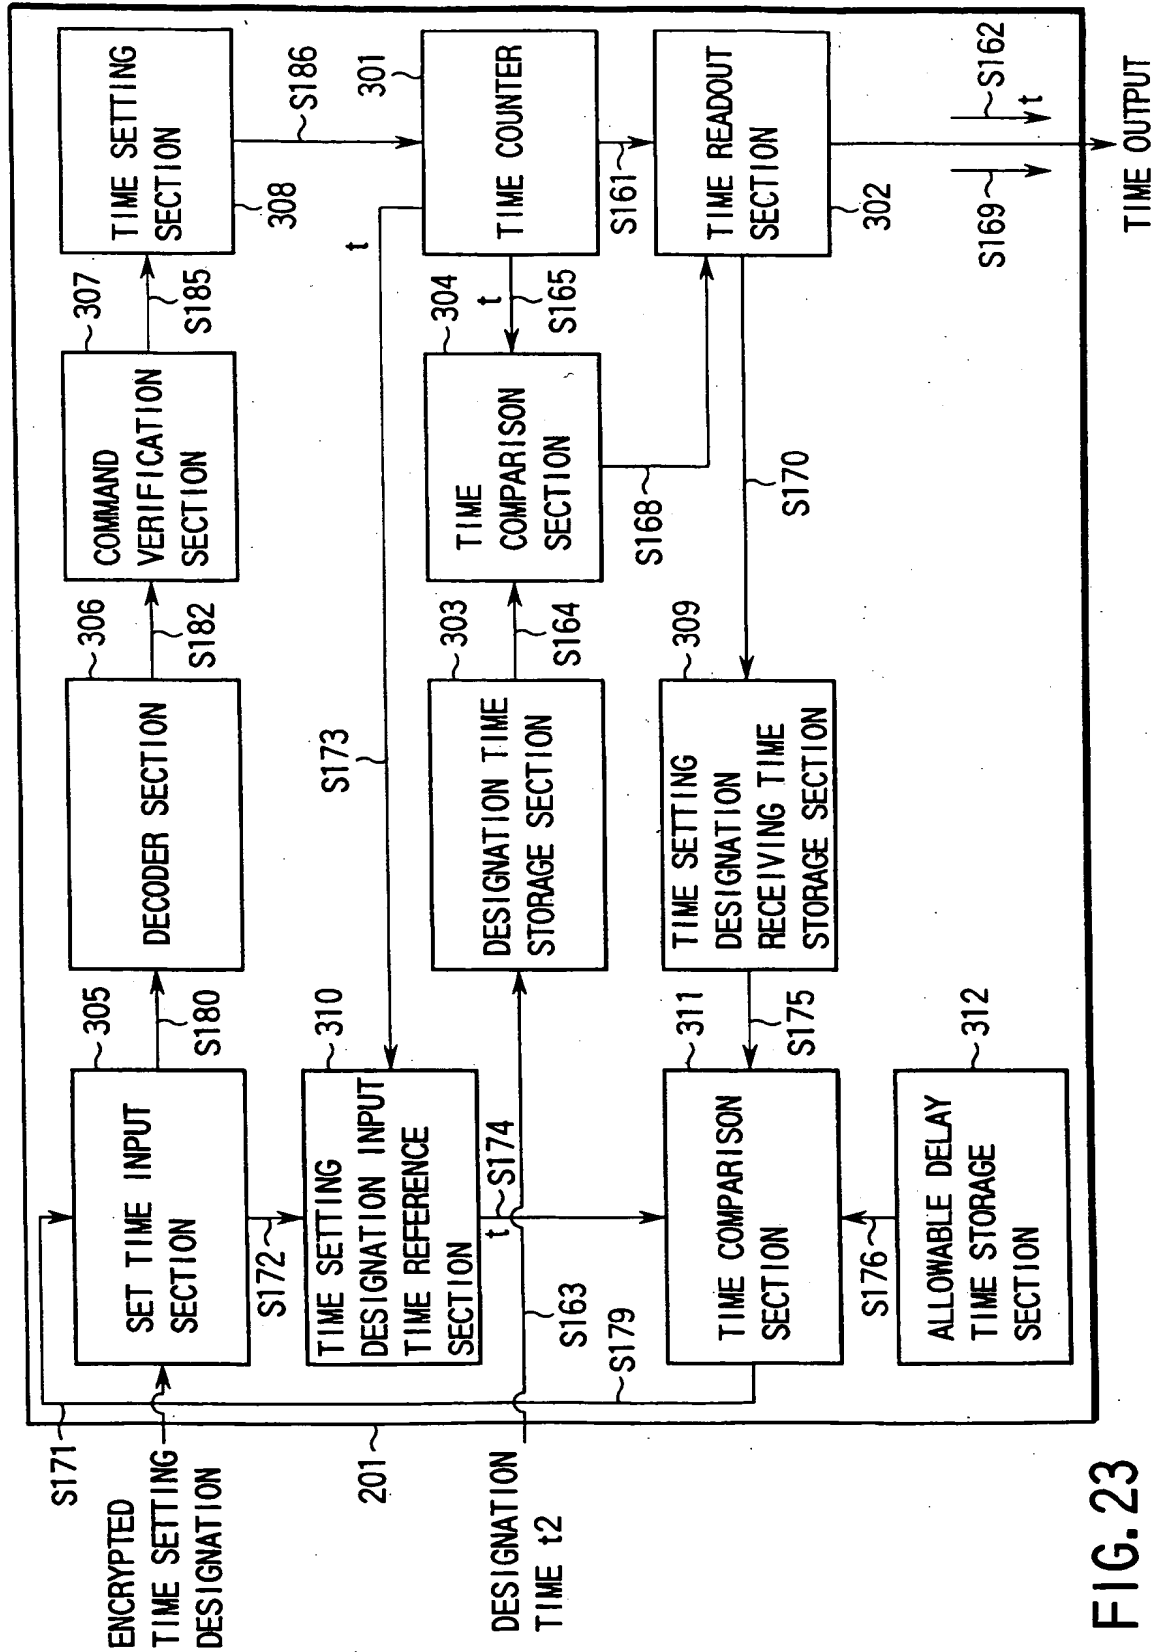 ENCRYPTED
TIME SETTING
DESIGNATION
S171
SET TIME INPUT
SECTION
305
S180
DECODER SECTION
306
S182
COMMAND
VERIFICATION
SECTION
307
S185
TIME SETTING
SECTION
308
S186
S172
TIME SETTING
DESIGNATION INPUT
TIME REFERENCE
SECTION
310
S173
t
201
DESIGNATION
TIME t2
S163
t
S174
DESIGNATION TIME
STORAGE SECTION
303
S164
TIME
COMPARISON
SECTION
304
t
S165
TIME COUNTER
301
S161
S168
TIME READOUT
SECTION
302
S170
TIME SETTING
DESIGNATION
RECEIVING TIME
STORAGE SECTION
309
S175
TIME COMPARISON
SECTION
311
S179
S176
ALLOWABLE DELAY
TIME STORAGE
SECTION
312
S169
S162
t
TIME OUTPUT
FIG. 23